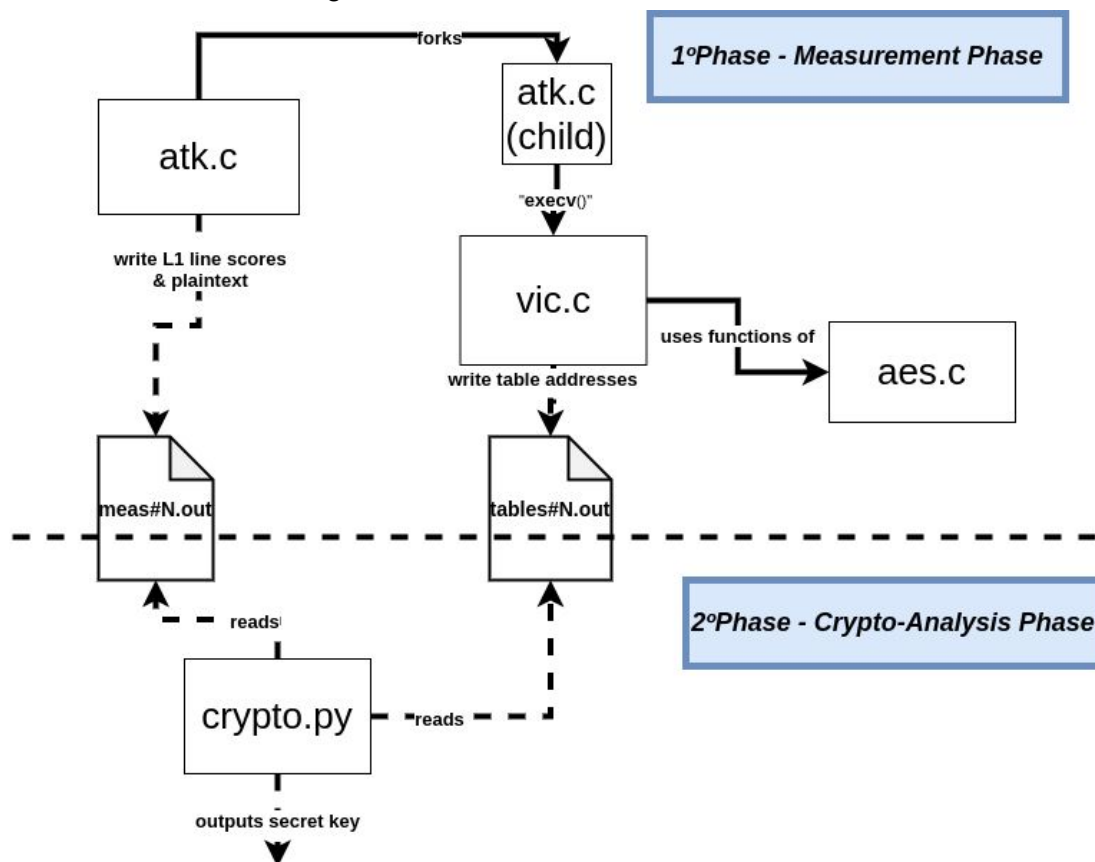 forks
1ºPhase - Measurement Phase
atk.c
(child)
atk.c
"execv()"
write L1 line scores
& plaintext
vic.c
uses functions of
aes.c
write table addresses
meas#N.out
tables#N.out
2ºPhase - Crypto-Analysis Phase
reads
crypto.py
reads
outputs secret key